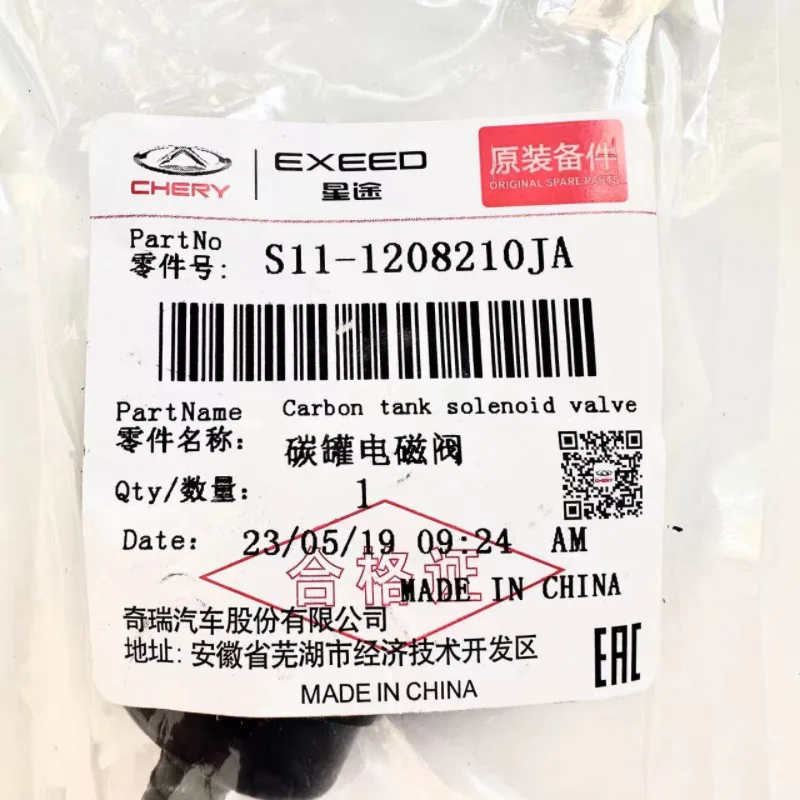 CHERY
EXEED
星途
原装备件
ORIGINAL SPARE PARTS
PartNo
零件号: S11-1208210JA
PartName Carbon tank solenoid valve
零件名称: 碳罐电磁阀
Qty/数量: 1
Date: 23/05/19 09:24 AM
合格证
MADE IN CHINA
奇瑞汽车股份有限公司
地址: 安徽省芜湖市经济技术开发区
MADE IN CHINA
EAC
CHERY